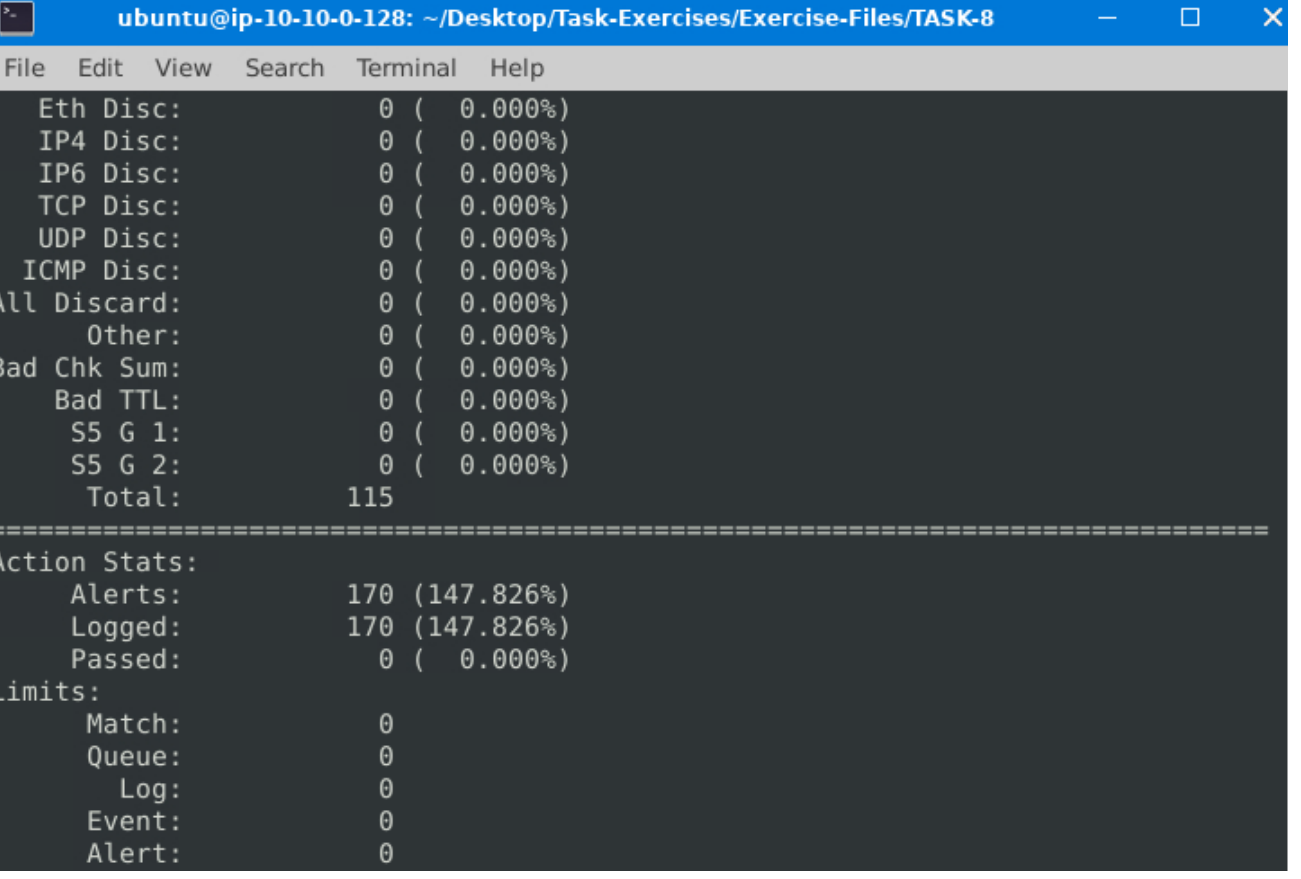 ubuntu@ip-10-10-0-128: ~/Desktop/Task-Exercises/Exercise-Files/TASK-8
File Edit View Search Terminal Help
Eth Disc: 0 ( 0.000%)
IP4 Disc: 0 ( 0.000%)
IP6 Disc: 0 ( 0.000%)
TCP Disc: 0 ( 0.000%)
UDP Disc: 0 ( 0.000%)
ICMP Disc: 0 ( 0.000%)
All Discard: 0 ( 0.000%)
Other: 0 ( 0.000%)
Bad Chk Sum: 0 ( 0.000%)
Bad TTL: 0 ( 0.000%)
S5 G 1: 0 ( 0.000%)
S5 G 2: 0 ( 0.000%)
Total: 115
===============================================================================
Action Stats:
Alerts: 170 (147.826%)
Logged: 170 (147.826%)
Passed: 0 ( 0.000%)
Limits:
Match: 0
Queue: 0
Log: 0
Event: 0
Alert: 0